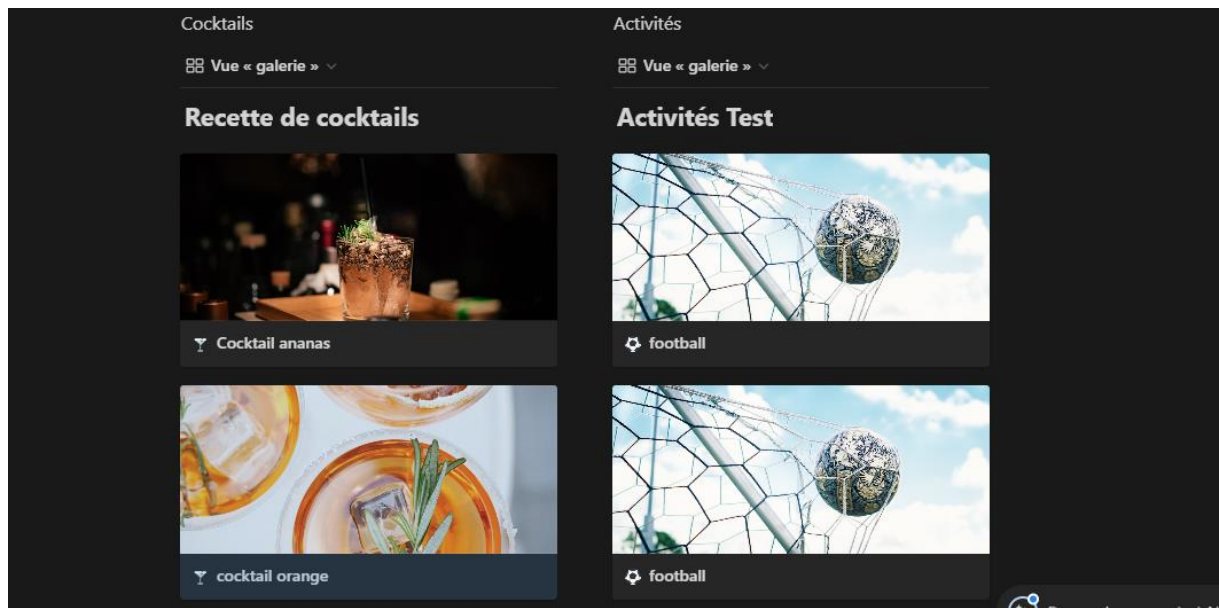 Cocktails
Vue « galerie »
Recette de cocktails
Cocktail ananas
cocktail orange
Activités
Vue « galerie »
Activités Test
football
football